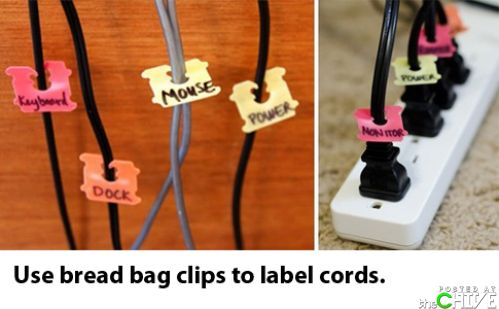 Keyboard
DOCK
MOUSE
POWER
POWER
MONITOR
Use bread bag clips to label cords.
POSTED AT
theCHIVE